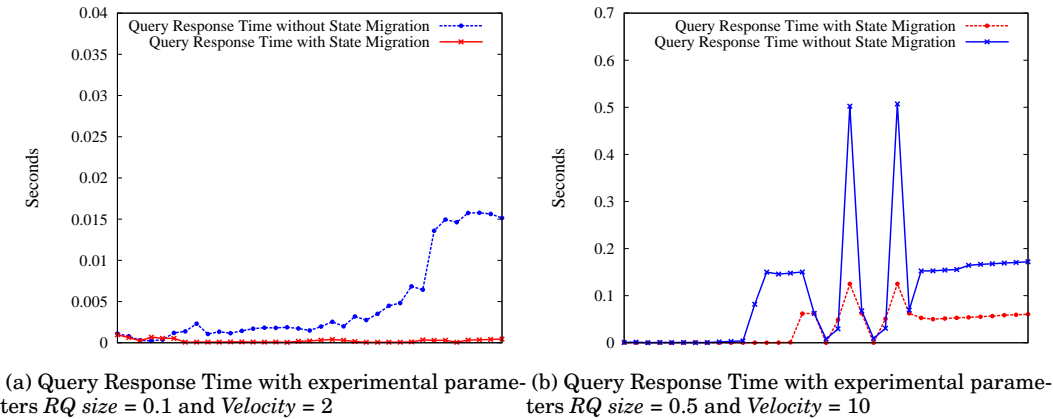 Query Response Time without State Migration
Query Response Time with State Migration
0.04
0.035
0.03
0.025
0.02
0.015
0.01
0.005
0
Seconds
Query Response Time with State Migration
Query Response Time without State Migration
0.7
0.6
0.5
0.4
0.3
0.2
0.1
0
Seconds
(a) Query Response Time with experimental parame-
ters RQ size = 0.1 and Velocity = 2
(b) Query Response Time with experimental parame-
ters RQ size = 0.5 and Velocity = 10